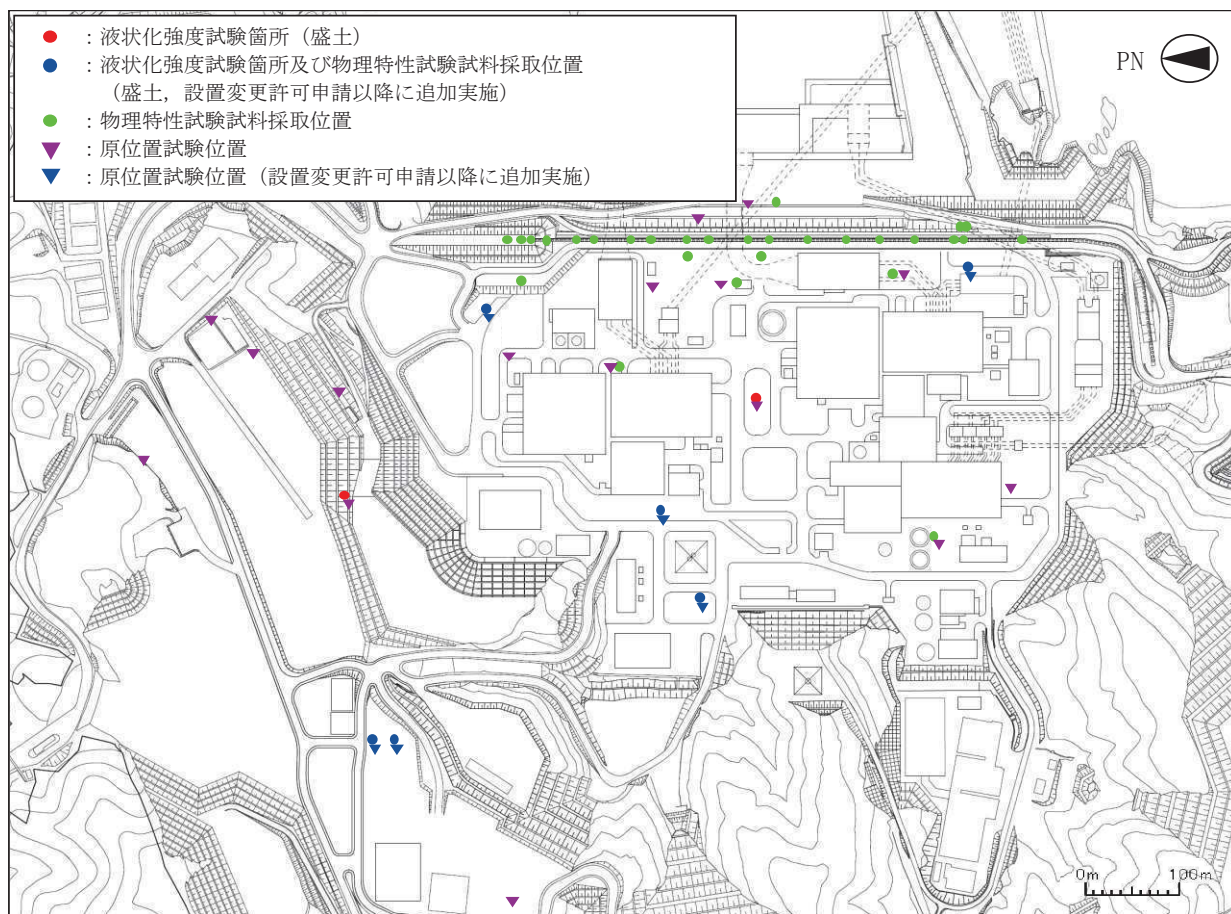 ：液状化強度試験箇所（盛土）
：液状化強度試験箇所及び物理特性試験試料採取位置
（盛土，設置変更許可申請以降に追加実施）
：物理特性試験試料採取位置
：原位置試験位置
：原位置試験位置（設置変更許可申請以降に追加実施）
PN
0m 100m